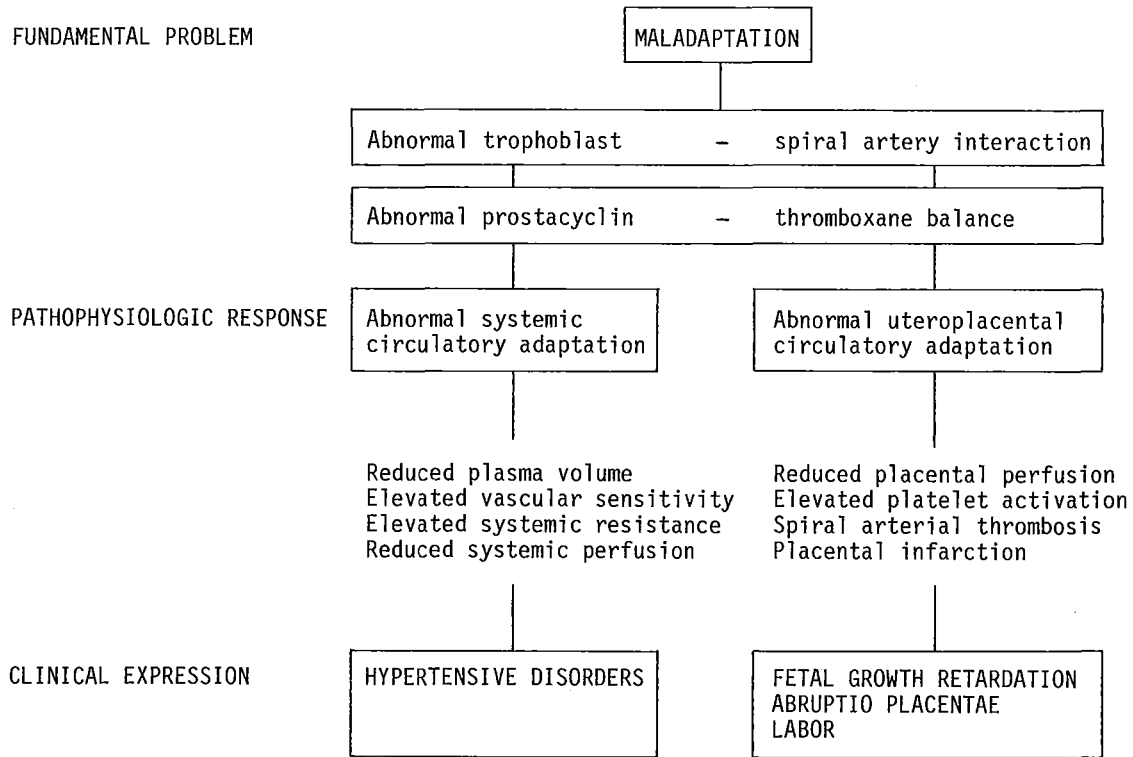 FUNDAMENTAL PROBLEM
MALADAPTATION
Abnormal trophoblast – spiral artery interaction
Abnormal prostacyclin – thromboxane balance
PATHOPHYSIOLOGIC RESPONSE
Abnormal systemic
circulatory adaptation
Abnormal uteroplacental
circulatory adaptation
Reduced plasma volume
Elevated vascular sensitivity
Elevated systemic resistance
Reduced systemic perfusion
Reduced placental perfusion
Elevated platelet activation
Spiral arterial thrombosis
Placental infarction
CLINICAL EXPRESSION
HYPERTENSIVE DISORDERS
FETAL GROWTH RETARDATION
ABRUPTIO PLACENTAE
LABOR